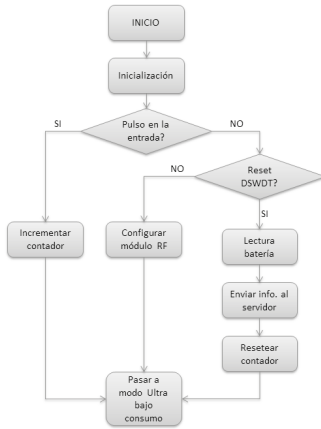 INICIO
Inicialización
Pulso en la
entrada?
SI
NO
Reset
DSWDT?
NO
SI
Incrementar
contador
Configurar
módulo RF
Lectura
batería
Enviar info. al
servidor
Resetear
contador
Pasar a
modo Ultra
bajo
consumo